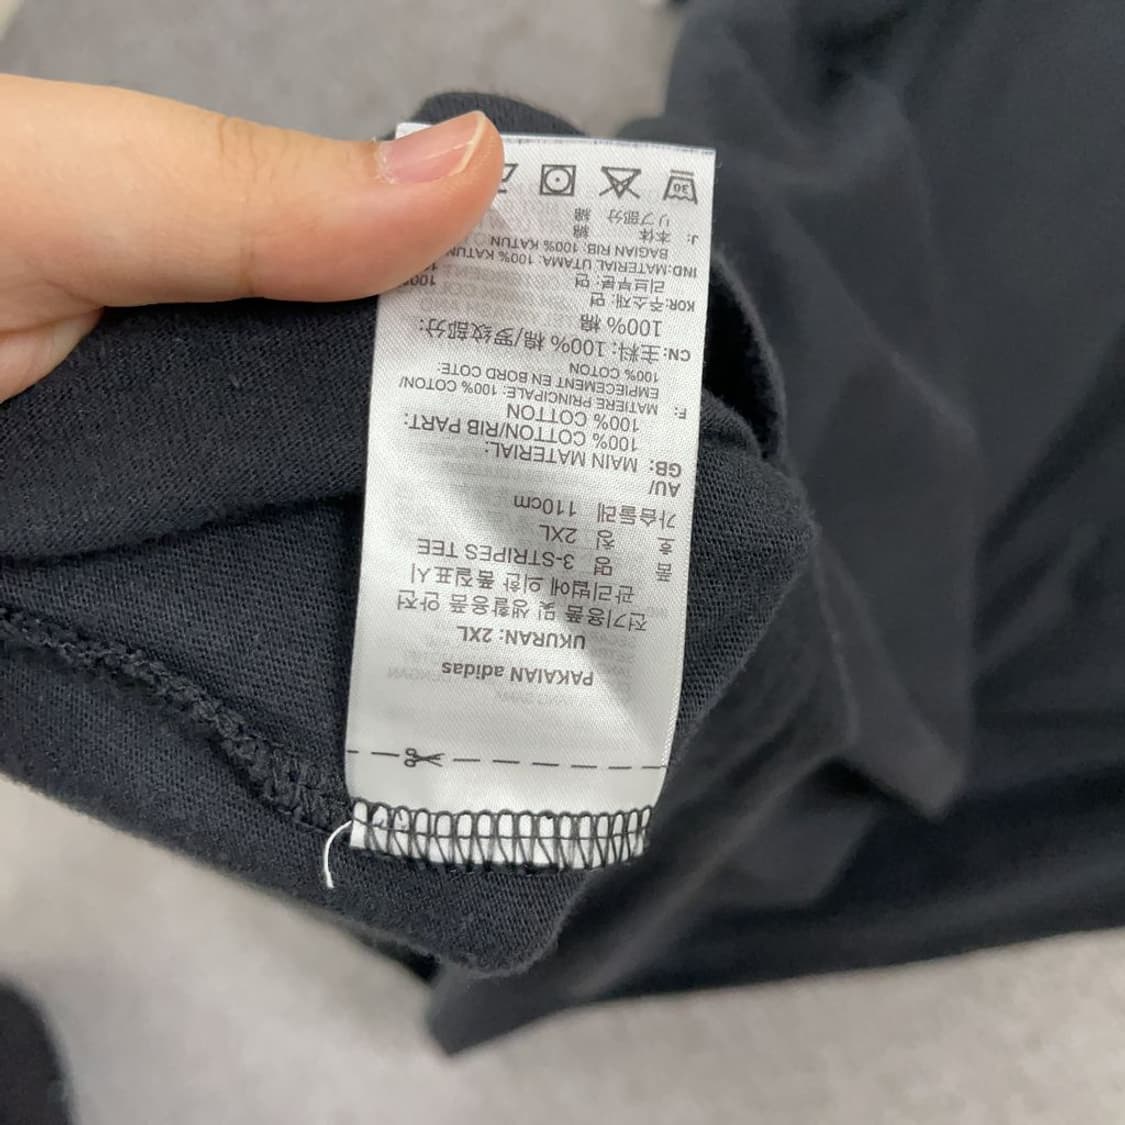 PAKAIAN adidas
UKURAN: 2XL
전기용품 및 생활용품 안전
관리법에 의한 품질표시
품 명 3-STRIPES TEE
호 칭 2XL
가슴둘레 110cm
AU/
GB: MAIN MATERIAL:
100% COTTON/RIB PART:
100% COTTON
F: MATIERE PRINCIPALE: 100% COTON/
EMPIECEMENT EN BORD COTE:
100% COTON
CN: 主料: 100% 棉/罗纹部分:
100% 棉
KOR: 주소재: 면
리브부분: 면 100%
IND: MATERIAL UTAMA: 100% KATUN
BAGIAN RIB: 100% KATUN
J: 本体 綿
リブ部分 綿
30